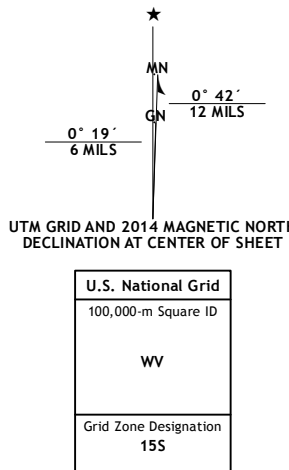 MN
0° 42´
12 MILS
GN
0° 19´
6 MILS
UTM GRID AND 2014 MAGNETIC NORTH
DECLINATION AT CENTER OF SHEET
U.S. National Grid
100,000-m Square ID
WV
Grid Zone Designation
15S